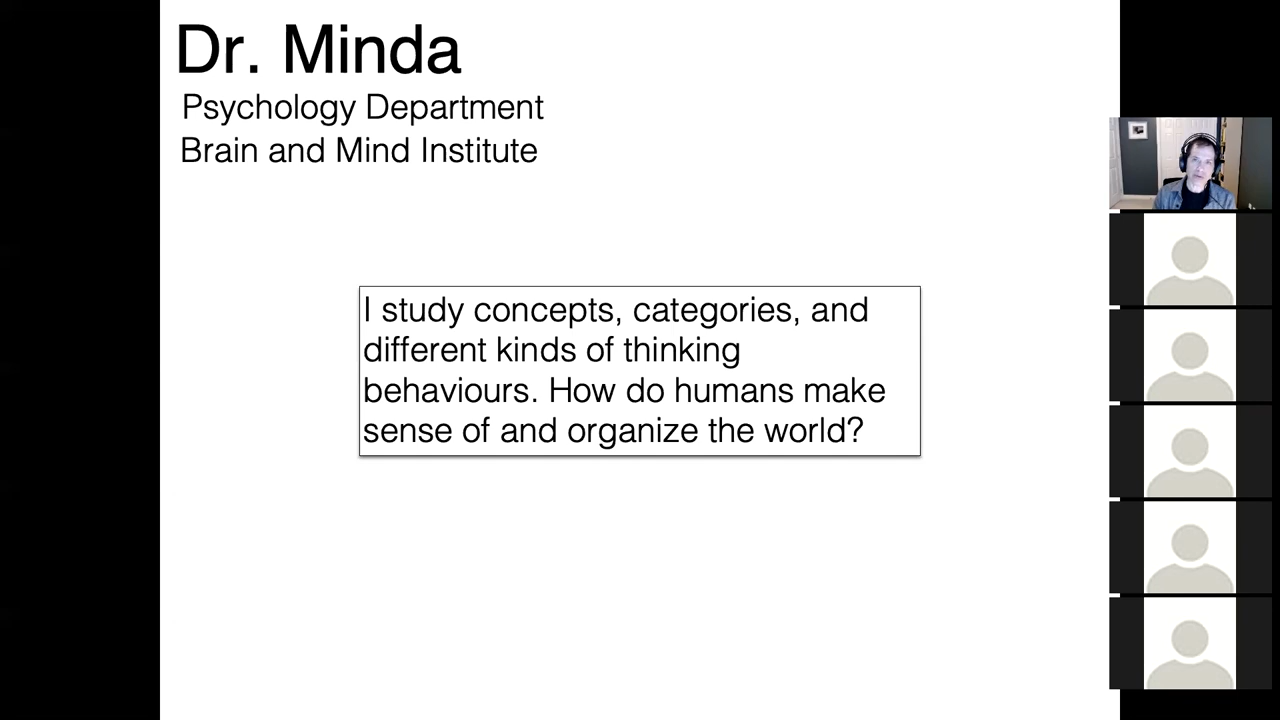 Dr. Minda
Psychology Department
Brain and Mind Institute
I study concepts, categories, and
different kinds of thinking
behaviours. How do humans make
sense of and organize the world?